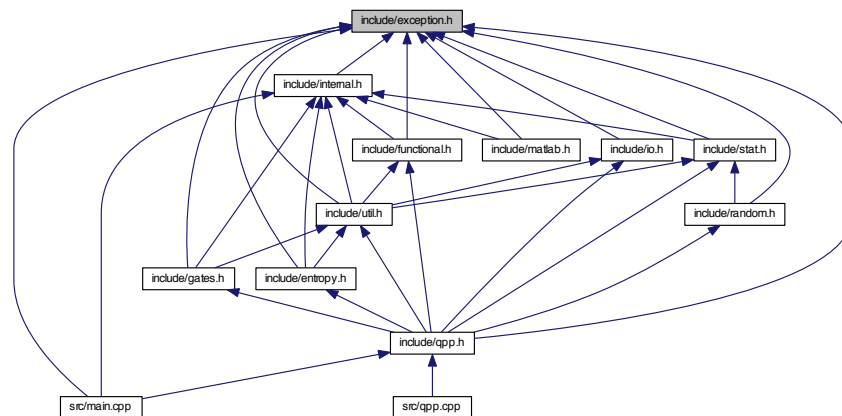 include/exception.h
include/internal.h
include/functional.h
include/matlab.h
include/io.h
include/stat.h
include/util.h
include/random.h
include/gates.h
include/entropy.h
include/qpp.h
src/main.cpp
src/qpp.cpp